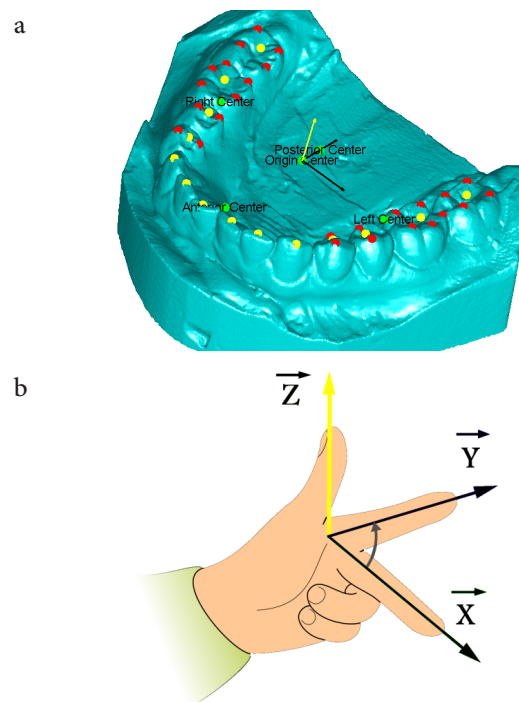 a
Right Center
Posterior Center
Origin Center
Anterior Center
Left Center
b
Z
Y
X